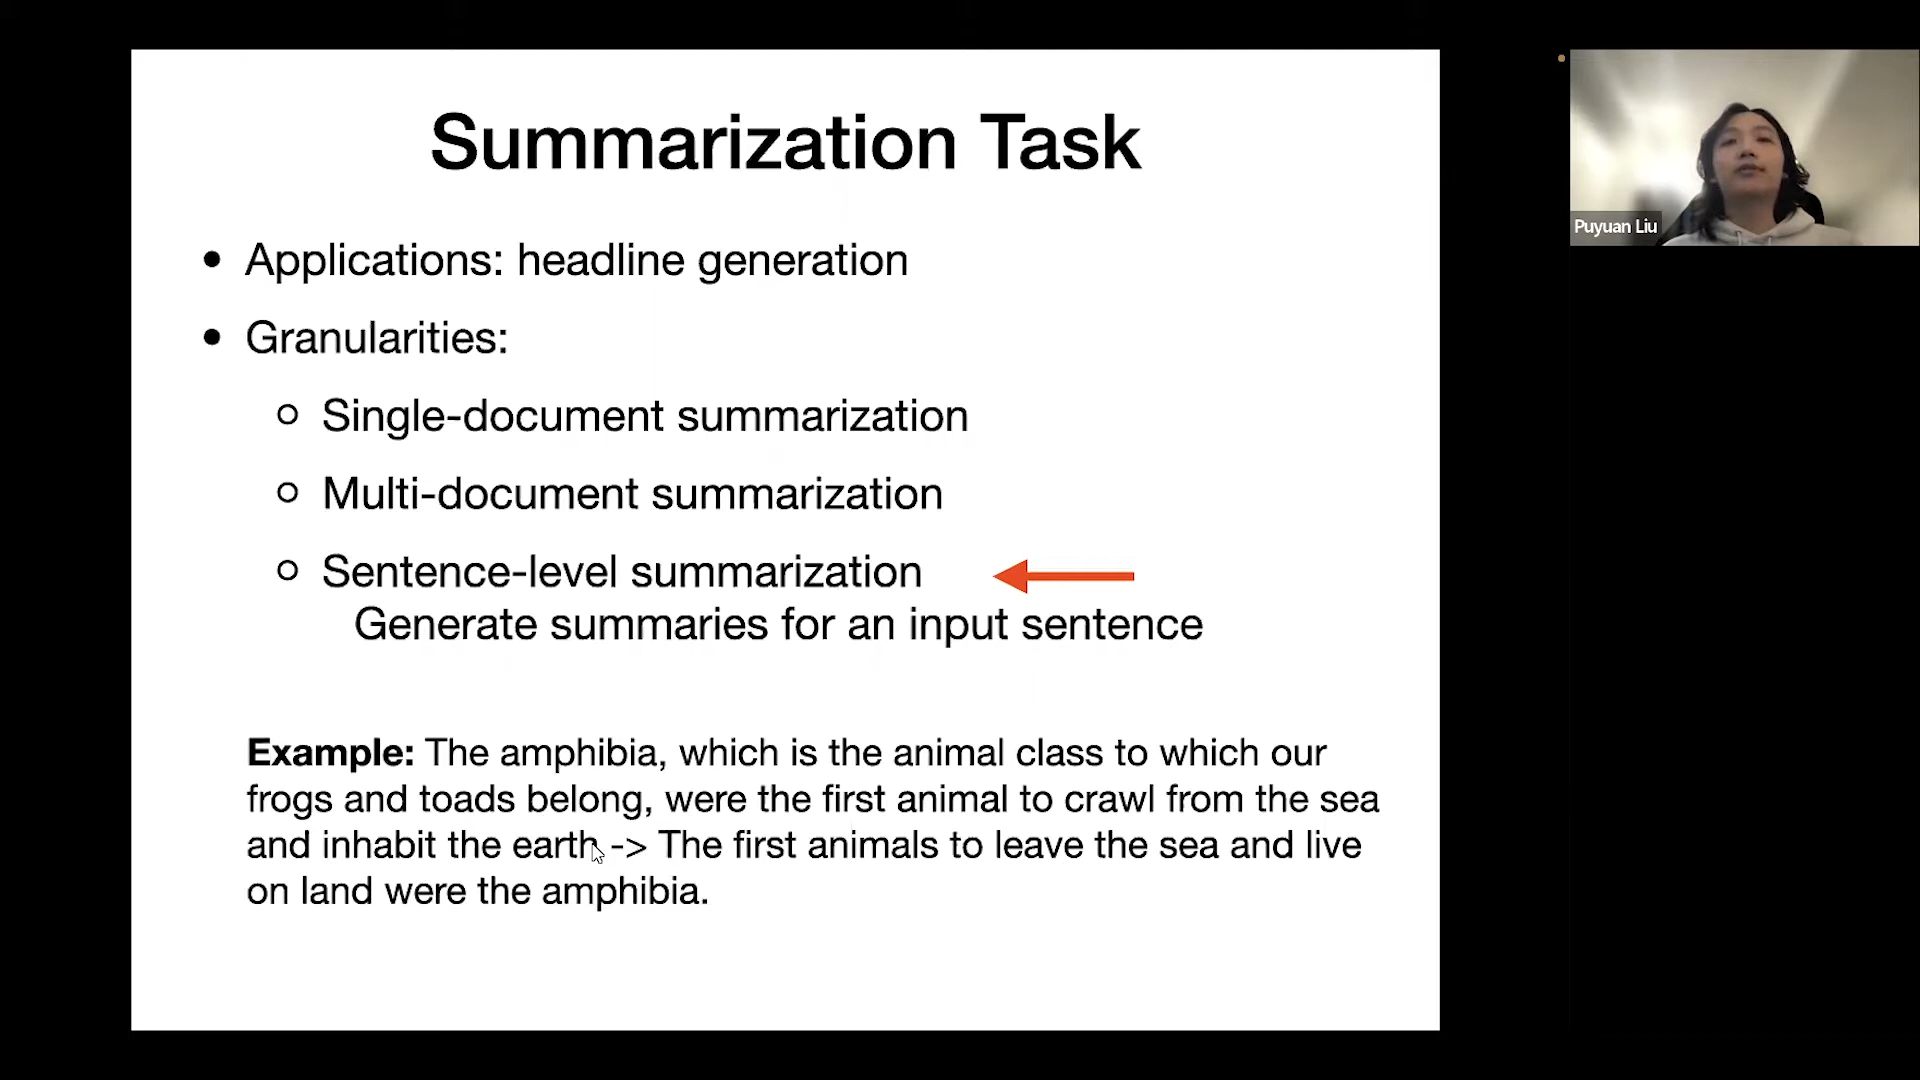 Summarization Task
• Applications: headline generation
• Granularities:
○ Single-document summarization
○ Multi-document summarization
○ Sentence-level summarization
Generate summaries for an input sentence
Example: The amphibia, which is the animal class to which our
frogs and toads belong, were the first animal to crawl from the sea
and inhabit the earth -> The first animals to leave the sea and live
on land were the amphibia.
Puyuan Liu